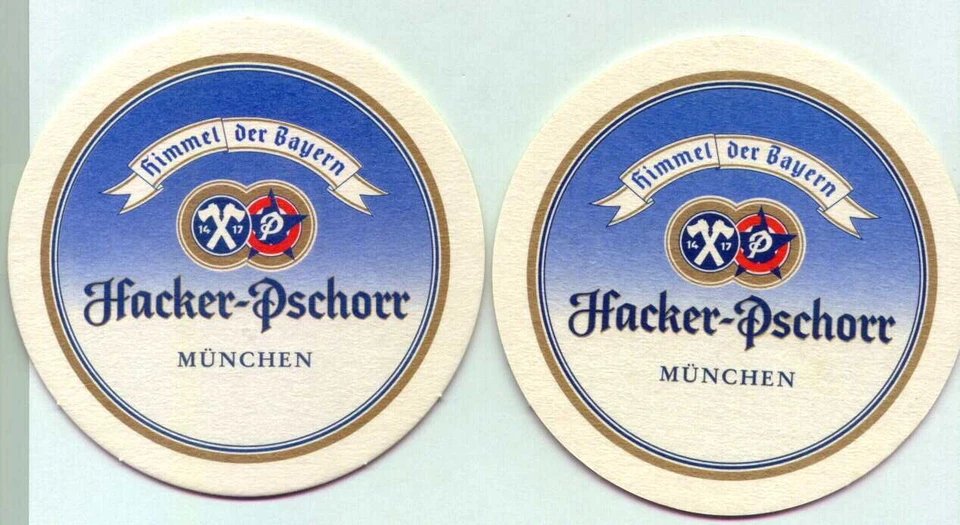 Himmel der Bayern
14 17
P
Hacker-Pschorr
MÜNCHEN
Himmel der Bayern
14 17
P
Hacker-Pschorr
MÜNCHEN